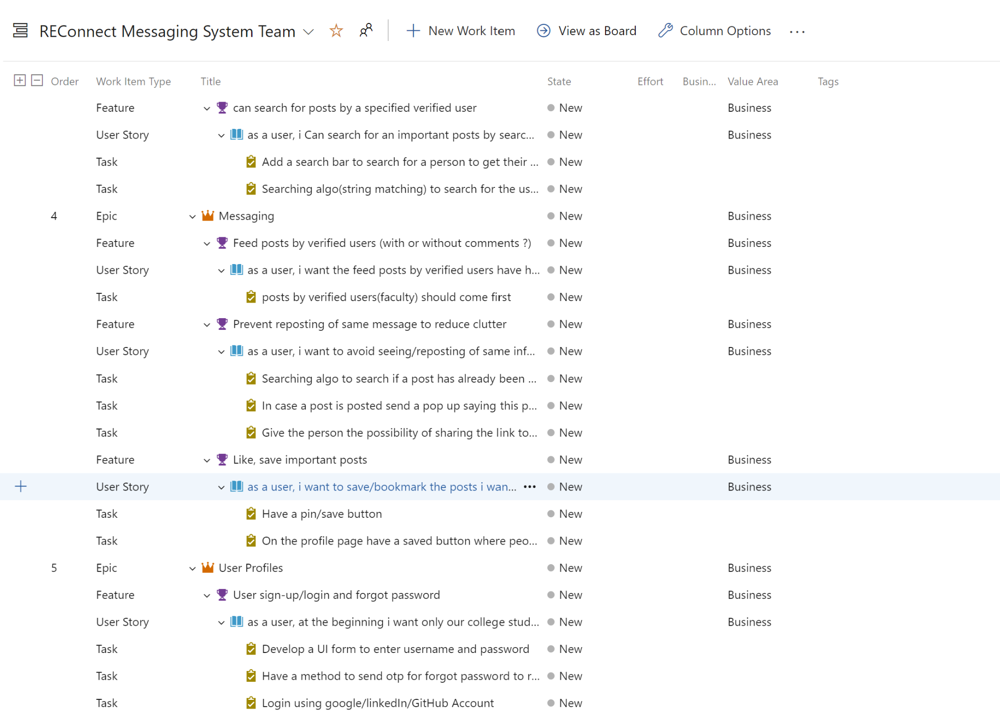 REConnect Messaging System Team New Work Item View as Board Column Options ...
Order Work Item Type Title State Effort Busin... Value Area Tags
Feature can search for posts by a specified verified user New Business
User Story as a user, i Can search for an important posts by searc... New Business
Task Add a search bar to search for a person to get their ... New
Task Searching algo(string matching) to search for the us... New
4 Epic Messaging New Business
Feature Feed posts by verified users (with or without comments ?) New Business
User Story as a user, i want the feed posts by verified users have h... New Business
Task posts by verified users(faculty) should come first New
Feature Prevent reposting of same message to reduce clutter New Business
User Story as a user, i want to avoid seeing/reposting of same inf... New Business
Task Searching algo to search if a post has already been ... New
Task In case a post is posted send a pop up saying this p... New
Task Give the person the possibility of sharing the link to... New
Feature Like, save important posts New Business
User Story as a user, i want to save/bookmark the posts i wan... ••• New Business
Task Have a pin/save button New
Task On the profile page have a saved button where peo... New
5 Epic User Profiles New Business
Feature User sign-up/login and forgot password New Business
User Story as a user, at the beginning i want only our college stud... New Business
Task Develop a UI form to enter username and password New
Task Have a method to send otp for forgot password to r... New
Task Login using google/linkedIn/GitHub Account New